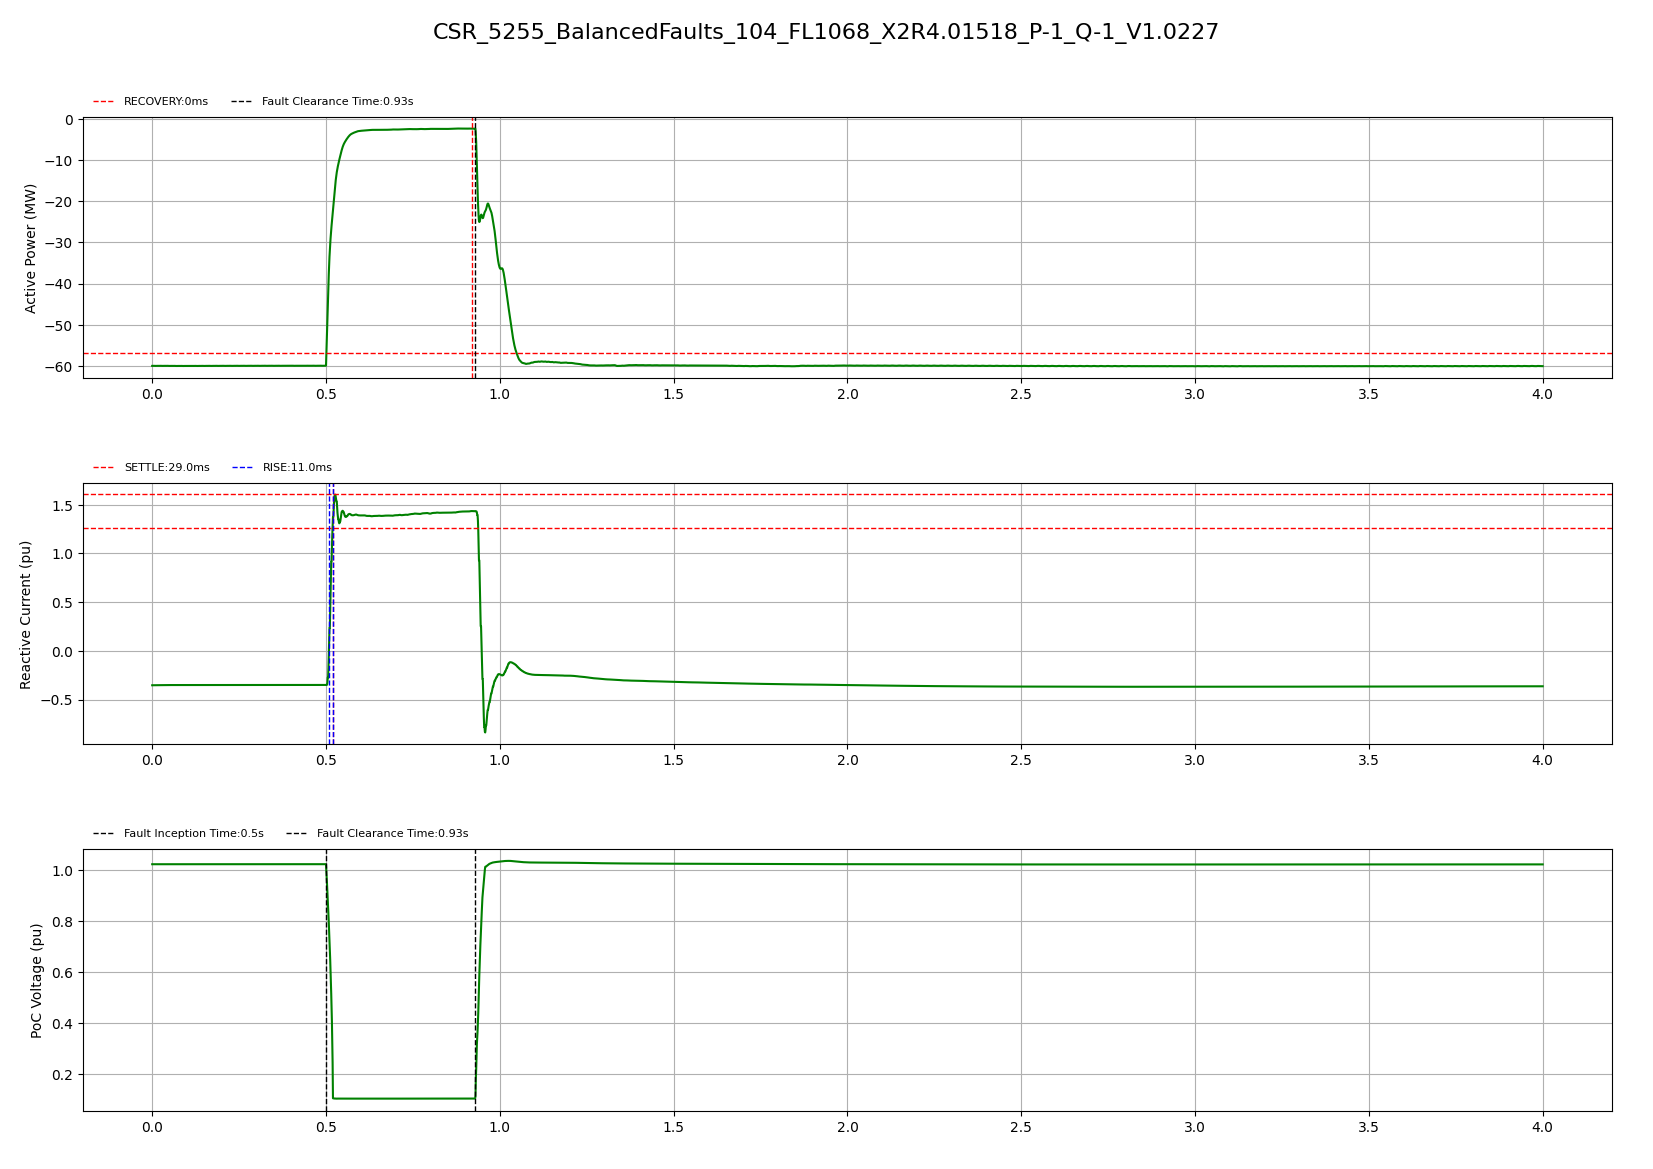 CSR_5255_BalancedFaults_104_FL1068_X2R4.01518_P-1_Q-1_V1.0227
RECOVERY:0ms Fault Clearance Time:0.93s
Active Power (MW)
0
−10
−20
−30
−40
−50
−60
0.0 0.5 1.0 1.5 2.0 2.5 3.0 3.5 4.0
SETTLE:29.0ms RISE:11.0ms
Reactive Current (pu)
1.5
1.0
0.5
0.0
−0.5
0.0 0.5 1.0 1.5 2.0 2.5 3.0 3.5 4.0
Fault Inception Time:0.5s Fault Clearance Time:0.93s
PoC Voltage (pu)
1.0
0.8
0.6
0.4
0.2
0.0 0.5 1.0 1.5 2.0 2.5 3.0 3.5 4.0